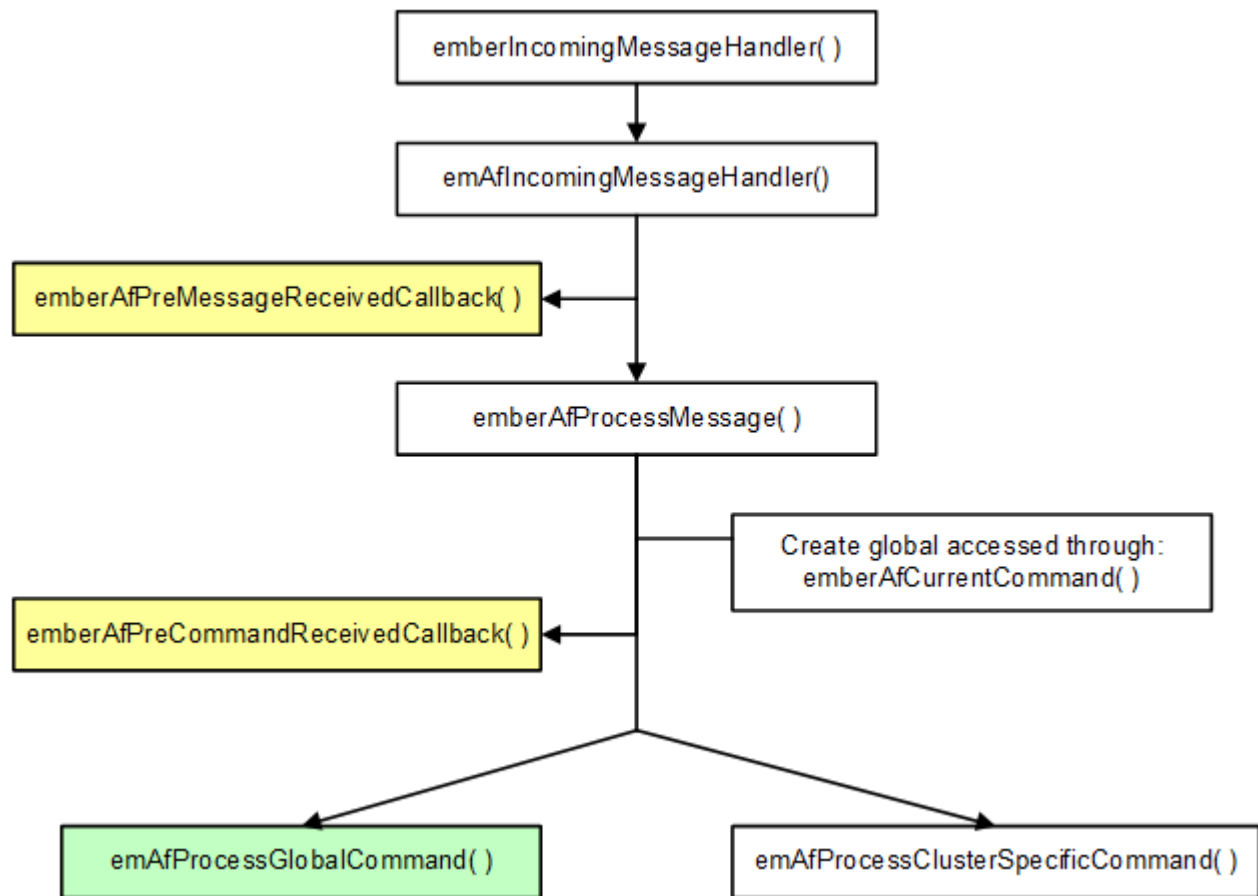 emberIncomingMessageHandler( )
emAfIncomingMessageHandler()
emberAfPreMessageReceivedCallback( )
emberAfProcessMessage( )
Create global accessed through:
emberAfCurrentCommand( )
emberAfPreCommandReceivedCallback( )
emAfProcessGlobalCommand( )
emAfProcessClusterSpecificCommand( )